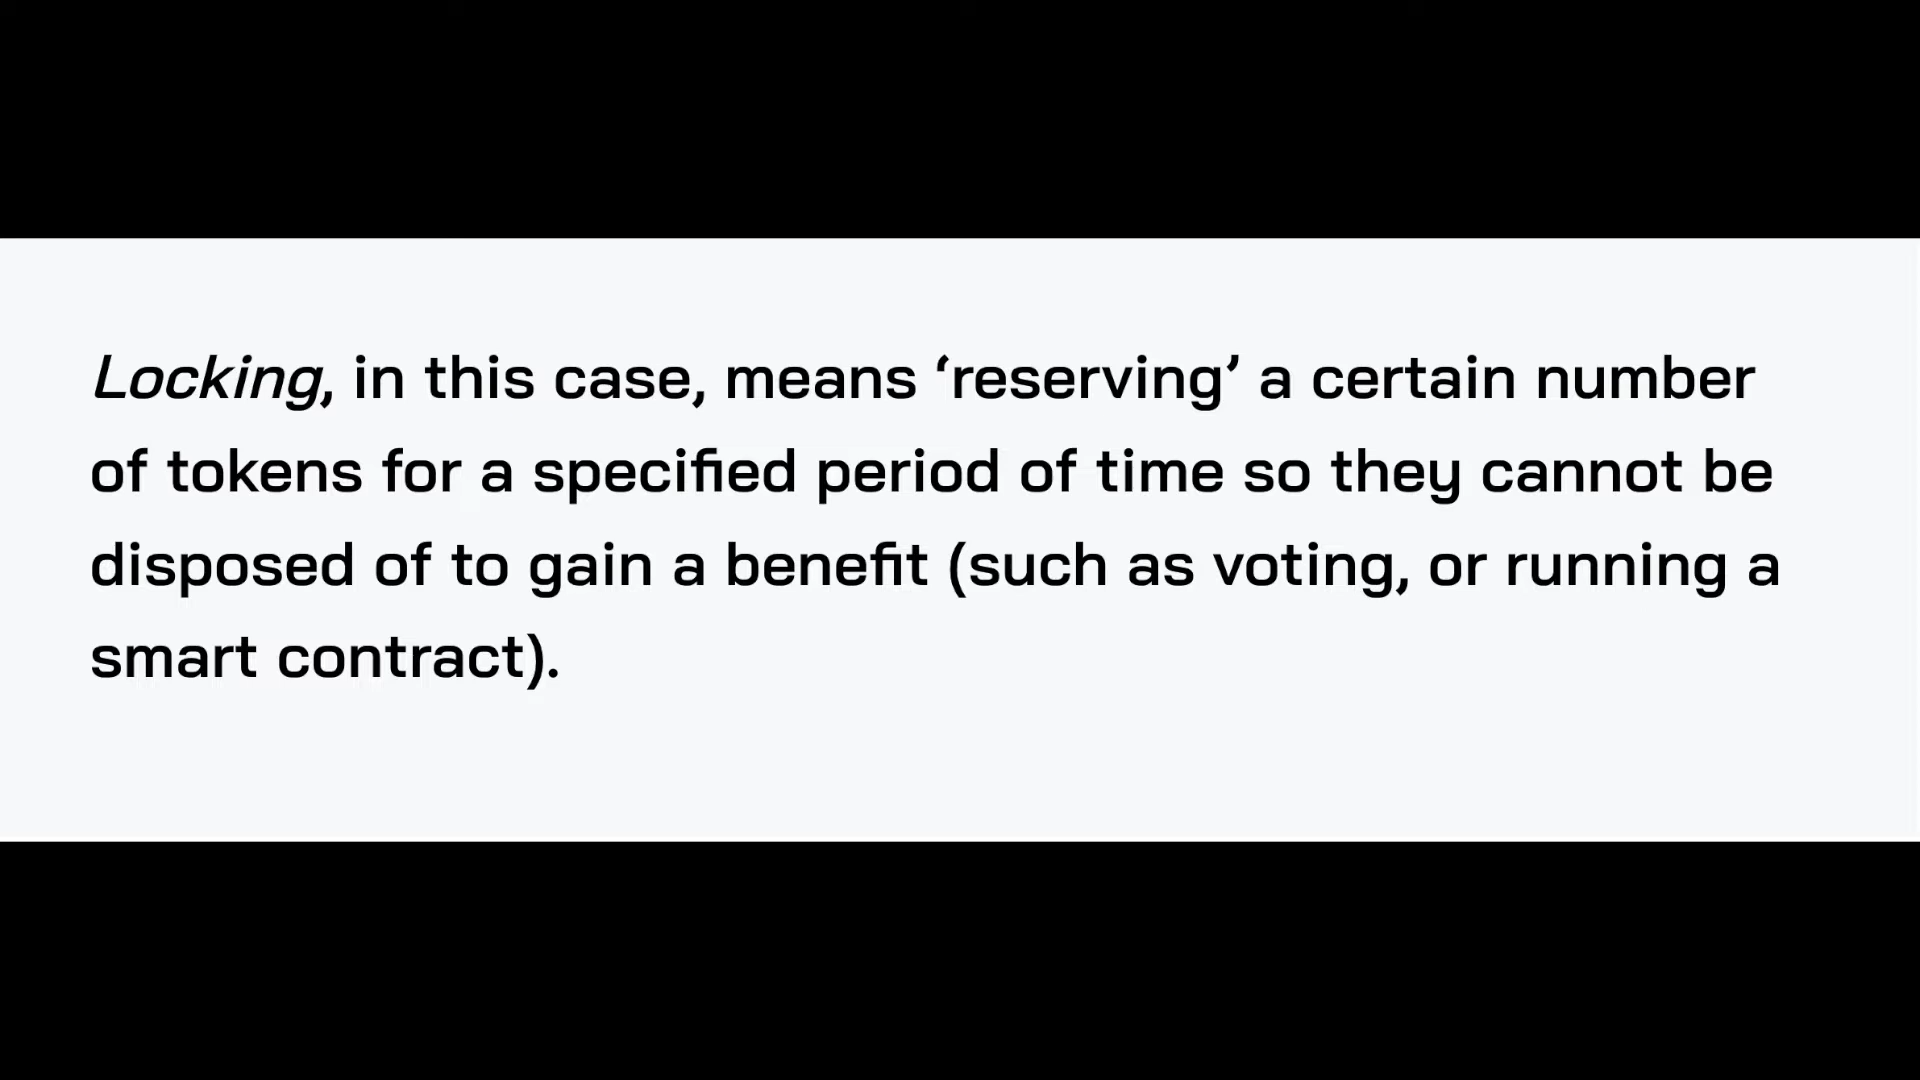 Locking, in this case, means ‘reserving’ a certain number
of tokens for a specified period of time so they cannot be
disposed of to gain a benefit (such as voting, or running a
smart contract).